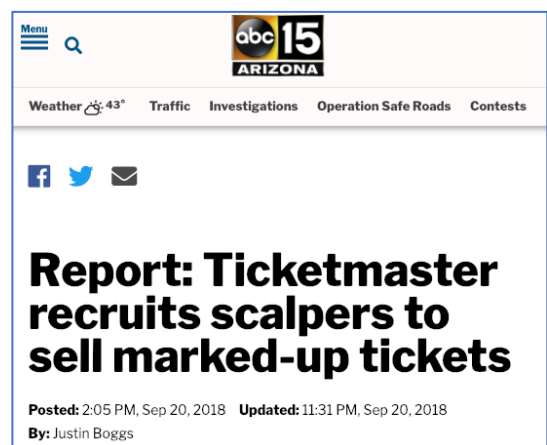 Menu
abc 15
ARIZONA
Weather 43° Traffic Investigations Operation Safe Roads Contests
Report: Ticketmaster
recruits scalpers to
sell marked-up tickets
Posted: 2:05 PM, Sep 20, 2018 Updated: 11:31 PM, Sep 20, 2018
By: Justin Boggs